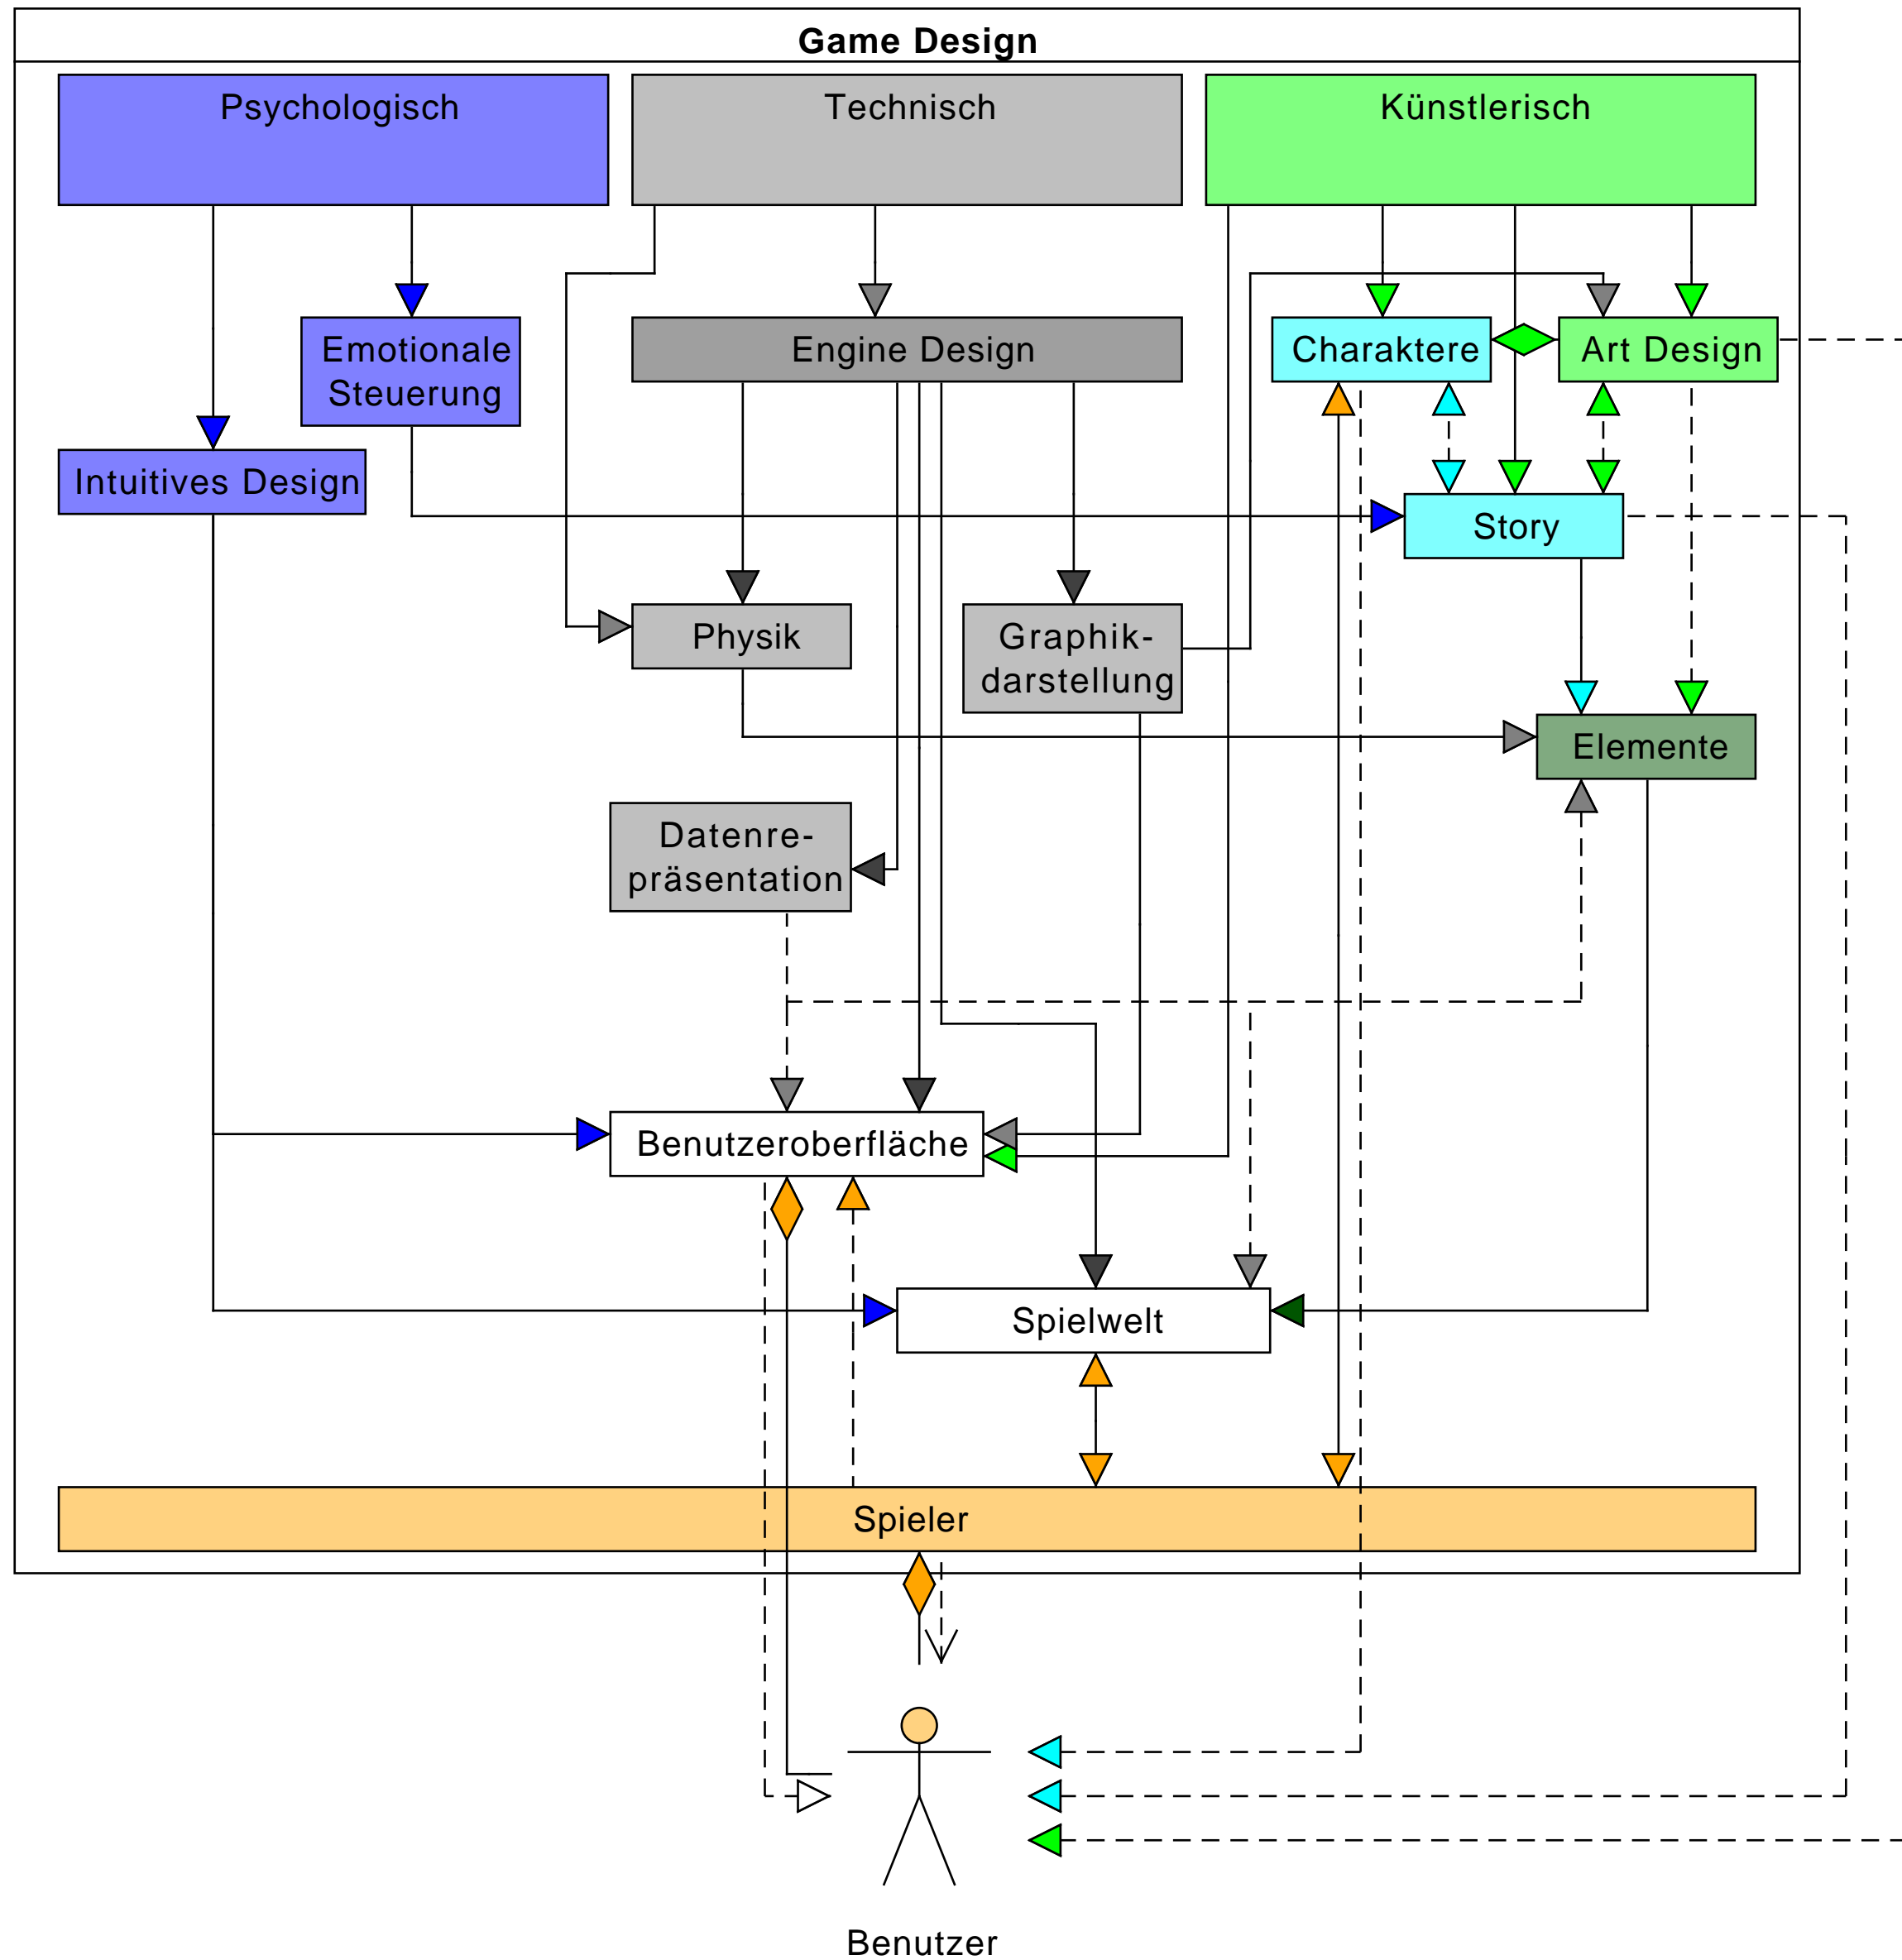 Game Design
Psychologisch
Technisch
Künstlerisch
Emotionale
Steuerung
Engine Design
Charaktere
Art Design
Intuitives Design
Story
Physik
Graphik-
darstellung
Elemente
Datenre-
präsentation
Benutzeroberfläche
Spielwelt
Spieler
Benutzer